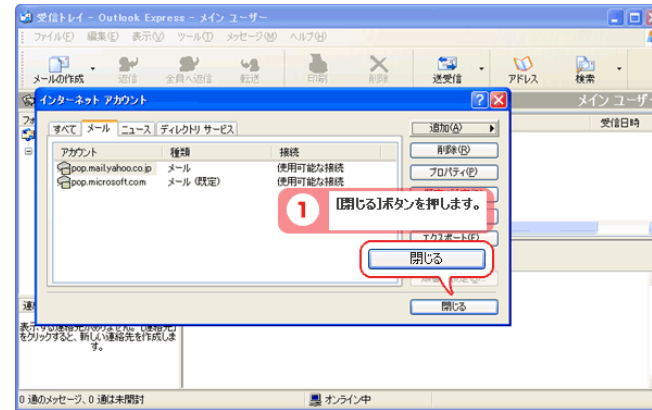 受信トレイ - Outlook Express - メイン ユーザー
ファイル(F) 編集(E) 表示(V) ツール(T) メッセージ(M) ヘルプ(H)
メールの作成 返信 全員へ返信 転送 印刷 削除 送受信 アドレス 検索
インターネット アカウント
メイン ユーザー
受信日時
すべて メール ニュース ディレクトリ サービス
追加(A)
アカウント 種類 接続
削除(R)
pop.mail.yahoo.co.jp メール 使用可能な接続
プロパティ(P)
pop.microsoft.com メール (既定) 使用可能な接続
1 [閉じる]ボタンを押します。
エクスポート(E)
閉じる
閉じる
表示する連絡先がありません。[連絡先]
をクリックすると、新しい連絡先を作成しま
す。
0 通のメッセージ、0 通は未開封
オンライン中